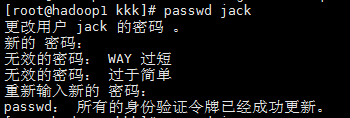 [root@hadoop1 kkk]# passwd jack
更改用户 jack 的密码 。
新的 密码：
无效的密码： WAY 过短
无效的密码： 过于简单
重新输入新的 密码：
passwd： 所有的身份验证令牌已经成功更新。